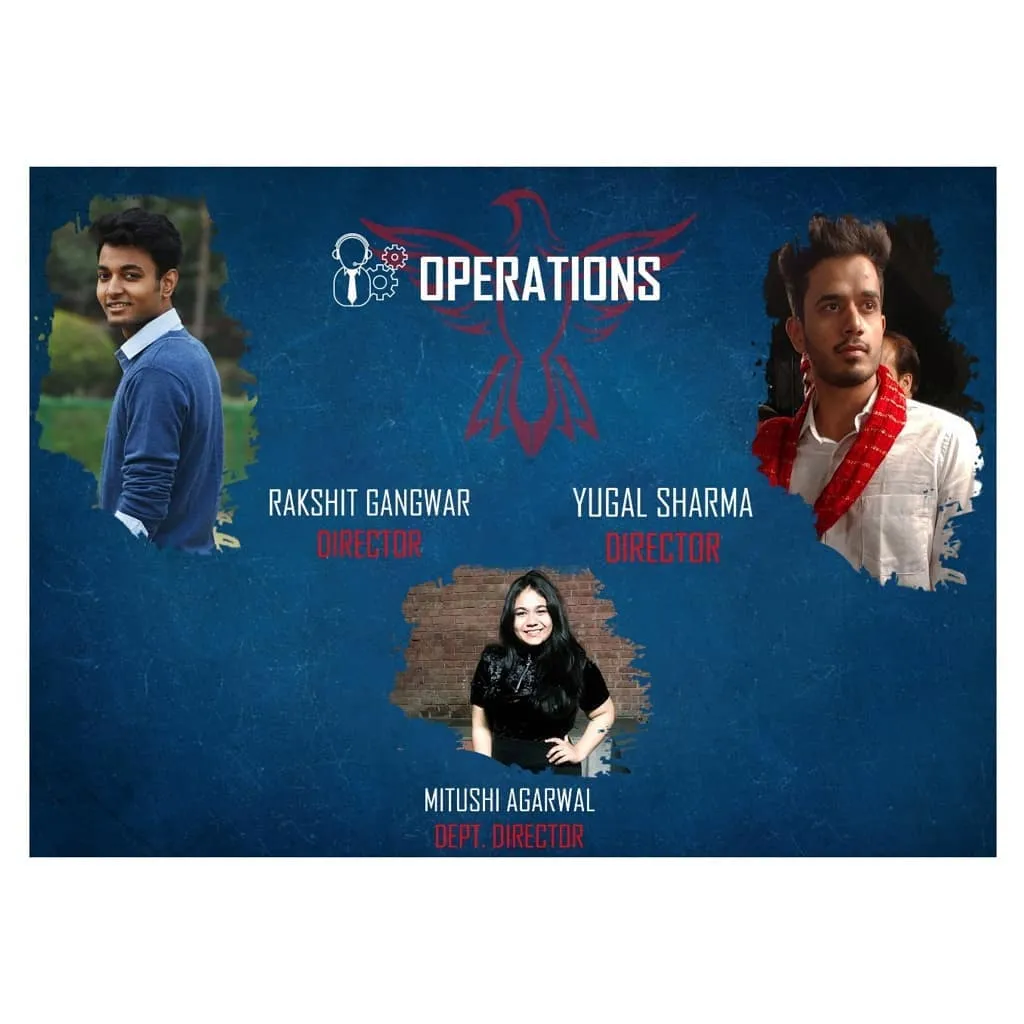 OPERATIONS
RAKSHIT GANGWAR
DIRECTOR
YUGAL SHARMA
DIRECTOR
MITUSHI AGARWAL
DEPT. DIRECTOR